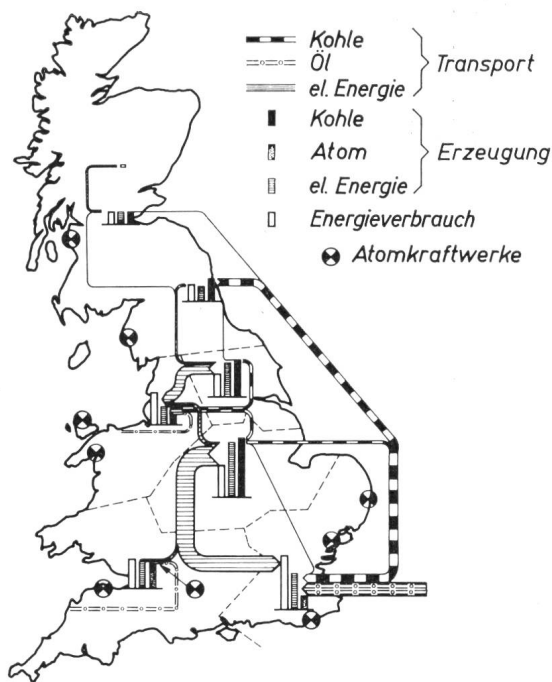 Kohle
Öl
el. Energie
Transport
Kohle
Atom
el. Energie
Erzeugung
Energieverbrauch
Atomkraftwerke